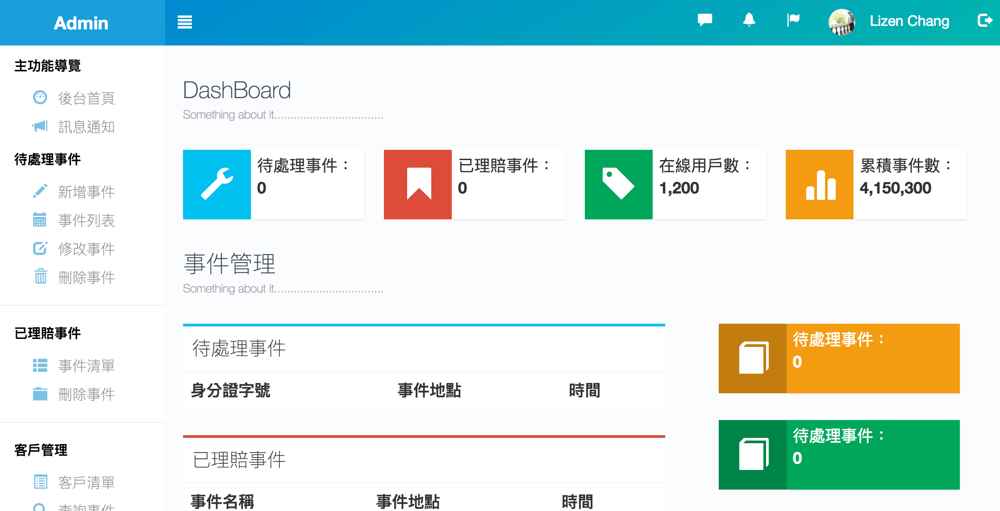 Admin
Lizen Chang
主功能導覽
後台首頁
訊息通知
待處理事件
新增事件
事件列表
修改事件
刪除事件
已理賠事件
事件清單
刪除事件
客戶管理
客戶清單
查詢事件
DashBoard
Something about it..................................
待處理事件：
0
已理賠事件：
0
在線用戶數：
1,200
累積事件數：
4,150,300
事件管理
Something about it..................................
待處理事件
身分證字號 事件地點 時間
已理賠事件
事件名稱 事件地點 時間
待處理事件：
0
待處理事件：
0